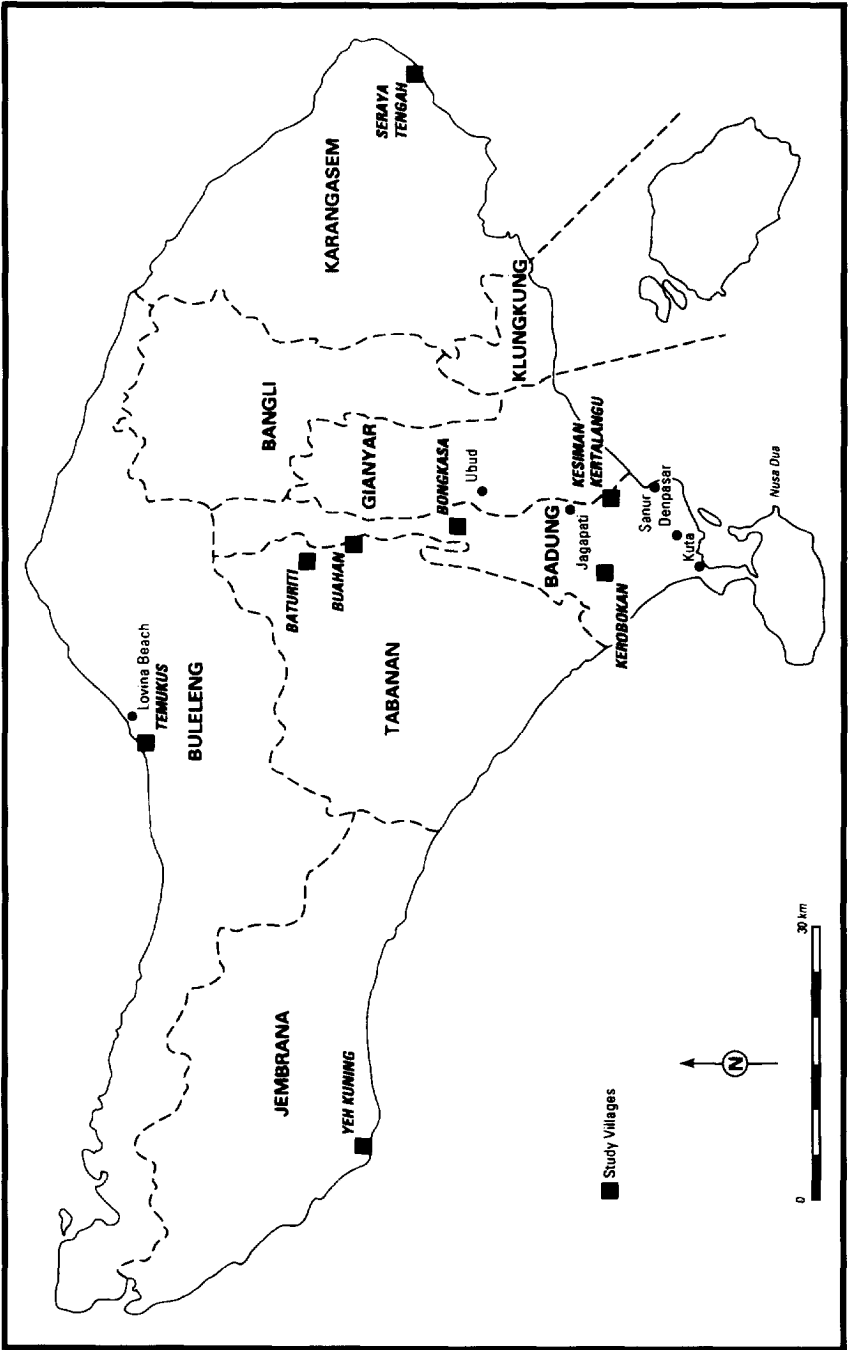 SERAYA
TENGAH
KARANGASEM
KLUNGKUNG
BANGLI
GIANYAR
BONGKASA
Ubud
KESIMAN
KERTALANGU
BADUNG
Jagapati
Sanur
Denpasar
Nusa Dua
Kuta
BATURITI
BUAHAN
KEROBOKAN
Lovina Beach
TEMUKUS
BULELENG
TABANAN
JEMBRANA
YEH KUNING
N
Study Villages
0
30 km